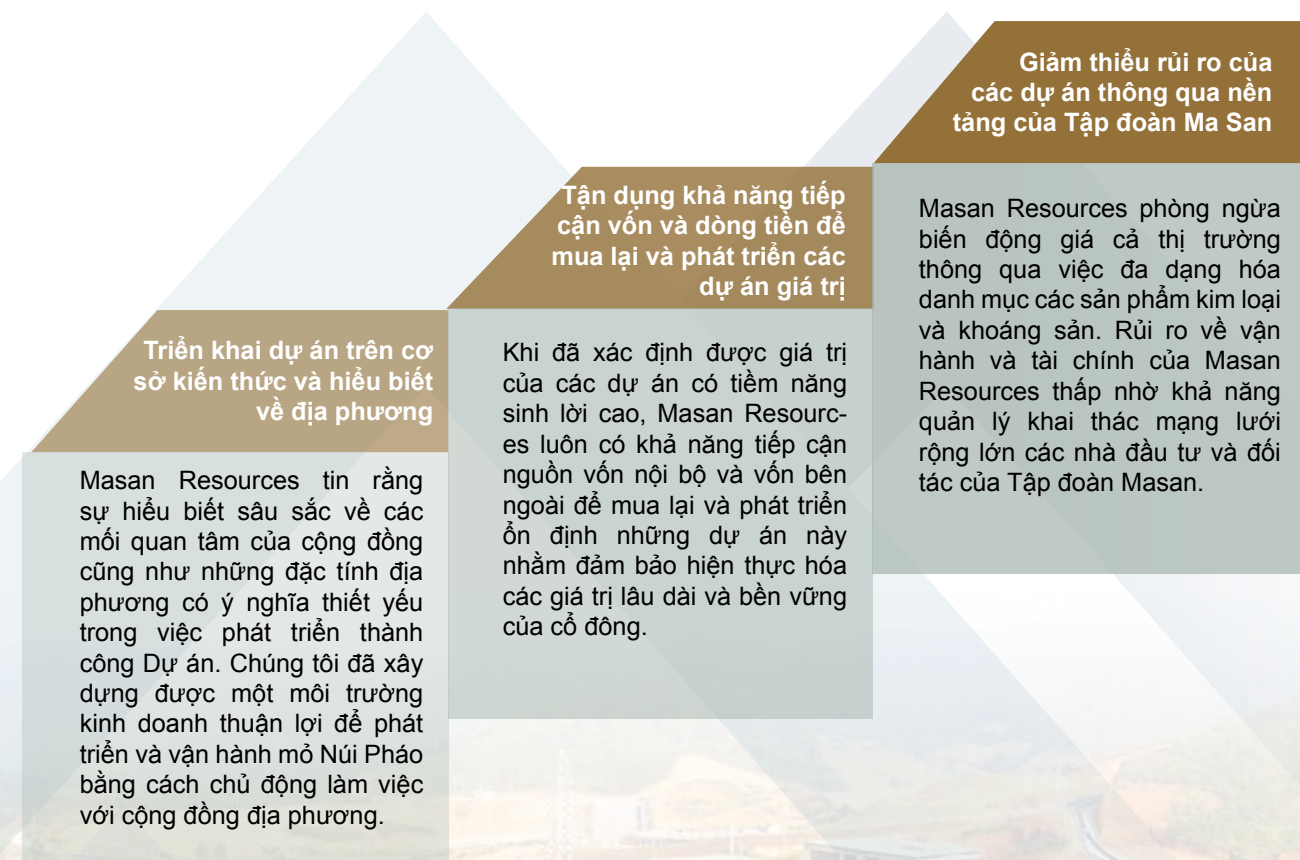 Triển khai dự án trên cơ
sở kiến thức và hiểu biết
về địa phương
Masan Resources tin rằng
sự hiểu biết sâu sắc về các
mối quan tâm của cộng đồng
cũng như những đặc tính địa
phương có ý nghĩa thiết yếu
trong việc phát triển thành
công Dự án. Chúng tôi đã xây
dựng được một môi trường
kinh doanh thuận lợi để phát
triển và vận hành mỏ Núi Pháo
bằng cách chủ động làm việc
với cộng đồng địa phương.
Tận dụng khả năng tiếp
cận vốn và dòng tiền để
mua lại và phát triển các
dự án giá trị
Khi đã xác định được giá trị
của các dự án có tiềm năng
sinh lời cao, Masan Resourc-
es luôn có khả năng tiếp cận
nguồn vốn nội bộ và vốn bên
ngoài để mua lại và phát triển
ổn định những dự án này
nhằm đảm bảo hiện thực hóa
các giá trị lâu dài và bền vững
của cổ đông.
Giảm thiểu rủi ro của
các dự án thông qua nền
tảng của Tập đoàn Ma San
Masan Resources phòng ngừa
biến động giá cả thị trường
thông qua việc đa dạng hóa
danh mục các sản phẩm kim loại
và khoáng sản. Rủi ro về vận
hành và tài chính của Masan
Resources thấp nhờ khả năng
quản lý khai thác mạng lưới
rộng lớn các nhà đầu tư và đối
tác của Tập đoàn Masan.